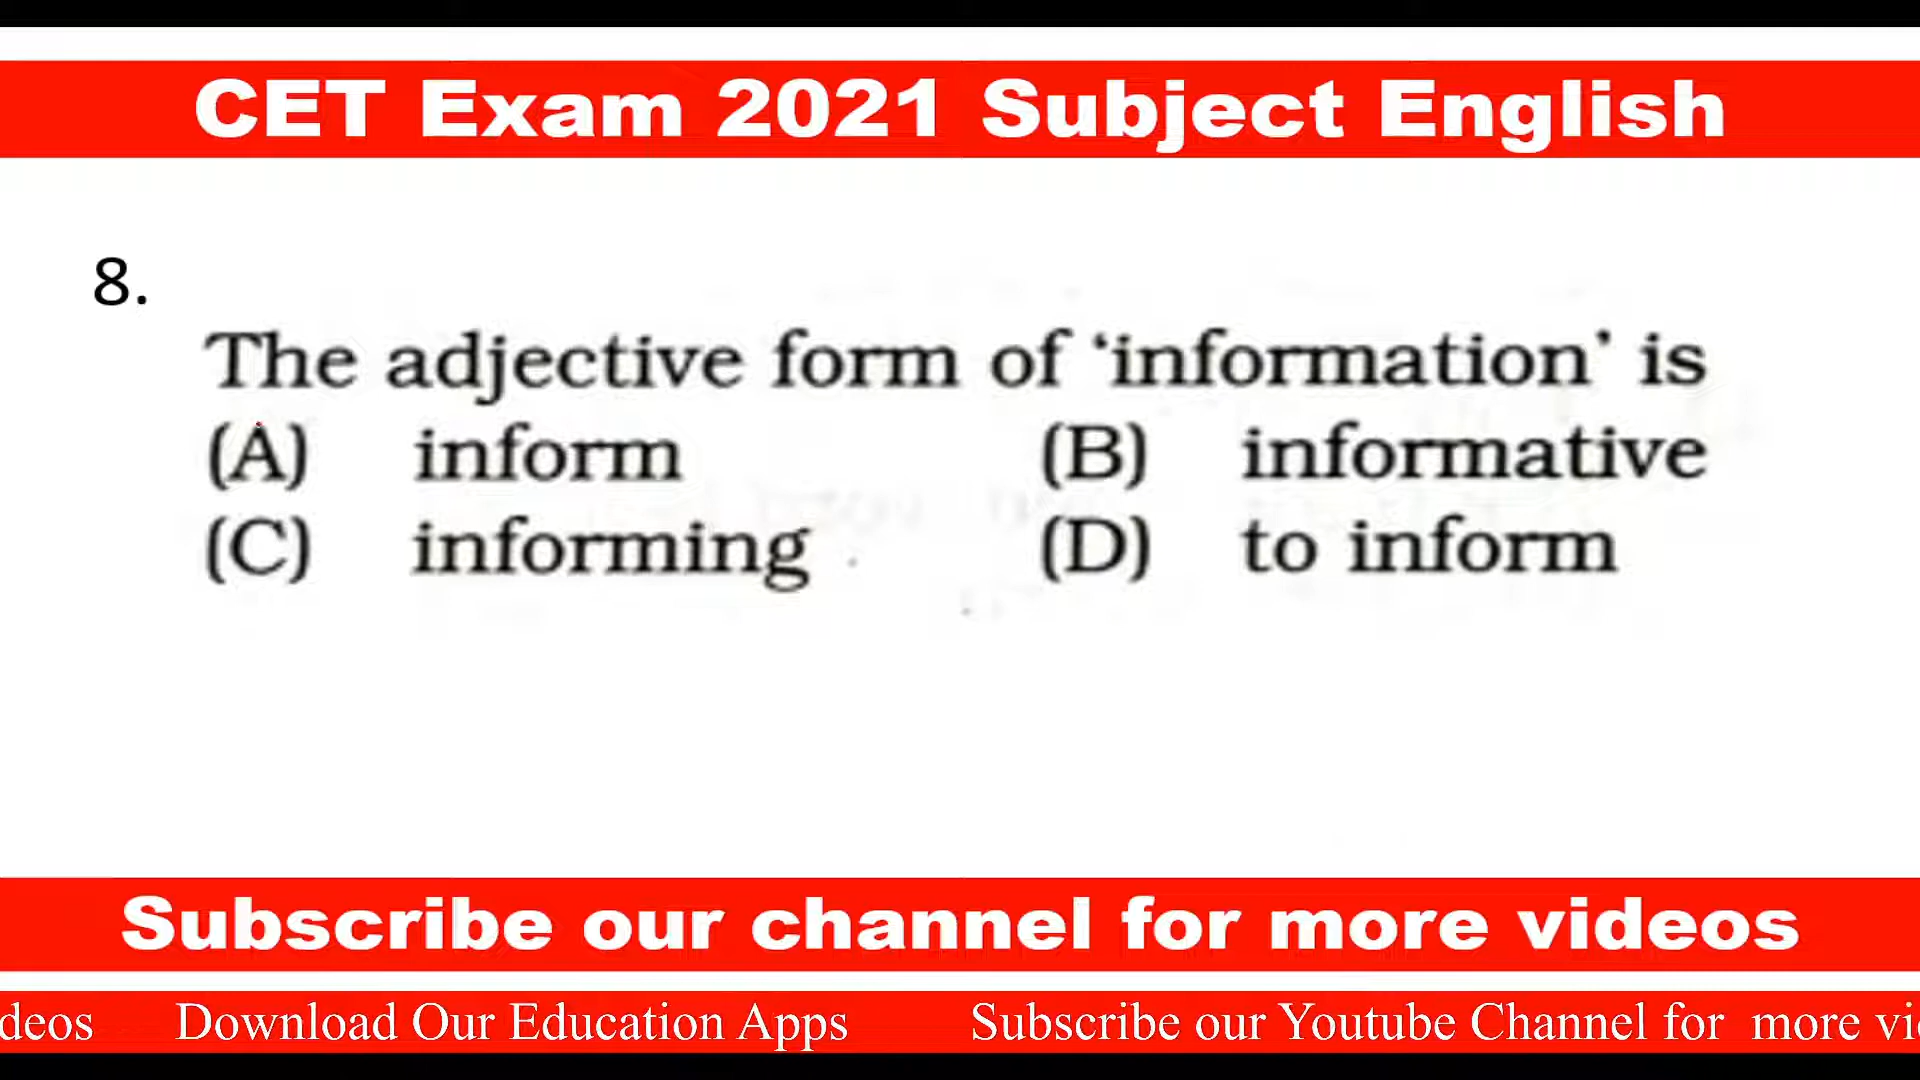 CET Exam 2021 Subject English
8.
The adjective form of ‘information’ is
(A) inform (B) informative
(C) informing (D) to inform
Subscribe our channel for more videos
deos Download Our Education Apps Subscribe our Youtube Channel for more vi